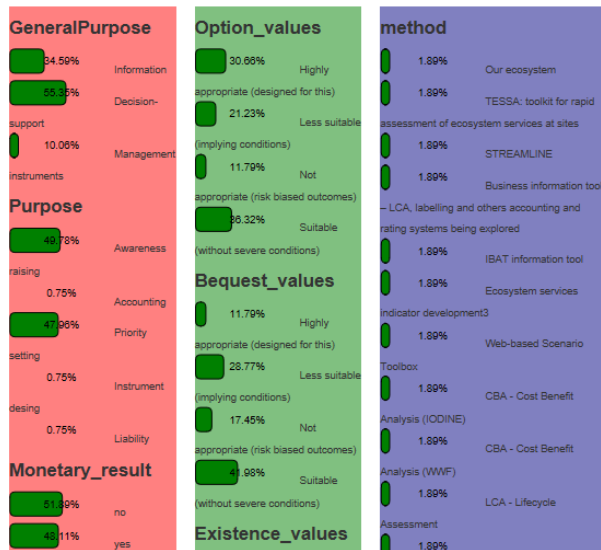 GeneralPurpose
34.59% Information
55.35% Decision-
support
10.06% Management
instruments
Purpose
49.78% Awareness
raising
0.75% Accounting
47.96% Priority
setting
0.75% Instrument
desing
0.75% Liability
Monetary_result
51.89% no
48.11% yes
Option_values
30.66% Highly
appropriate (designed for this)
21.23% Less suitable
(implying conditions)
11.79% Not
appropriate (risk biased outcomes)
36.32% Suitable
(without severe conditions)
Bequest_values
11.79% Highly
appropriate (designed for this)
28.77% Less suitable
(implying conditions)
17.45% Not
appropriate (risk biased outcomes)
41.98% Suitable
(without severe conditions)
Existence_values
method
1.89% Our ecosystem
1.89% TESSA: toolkit for rapid
assessment of ecosystem services at sites
1.89% STREAMLINE
1.89% Business information tool
– LCA, labelling and others accounting and
rating systems being explored
1.89% IBAT information tool
1.89% Ecosystem services
indicator development3
1.89% Web-based Scenario
Toolbox
1.89% CBA - Cost Benefit
Analysis (IODINE)
1.89% CBA - Cost Benefit
Analysis (WWF)
1.89% LCA - Lifecycle
Assessment
1.89%